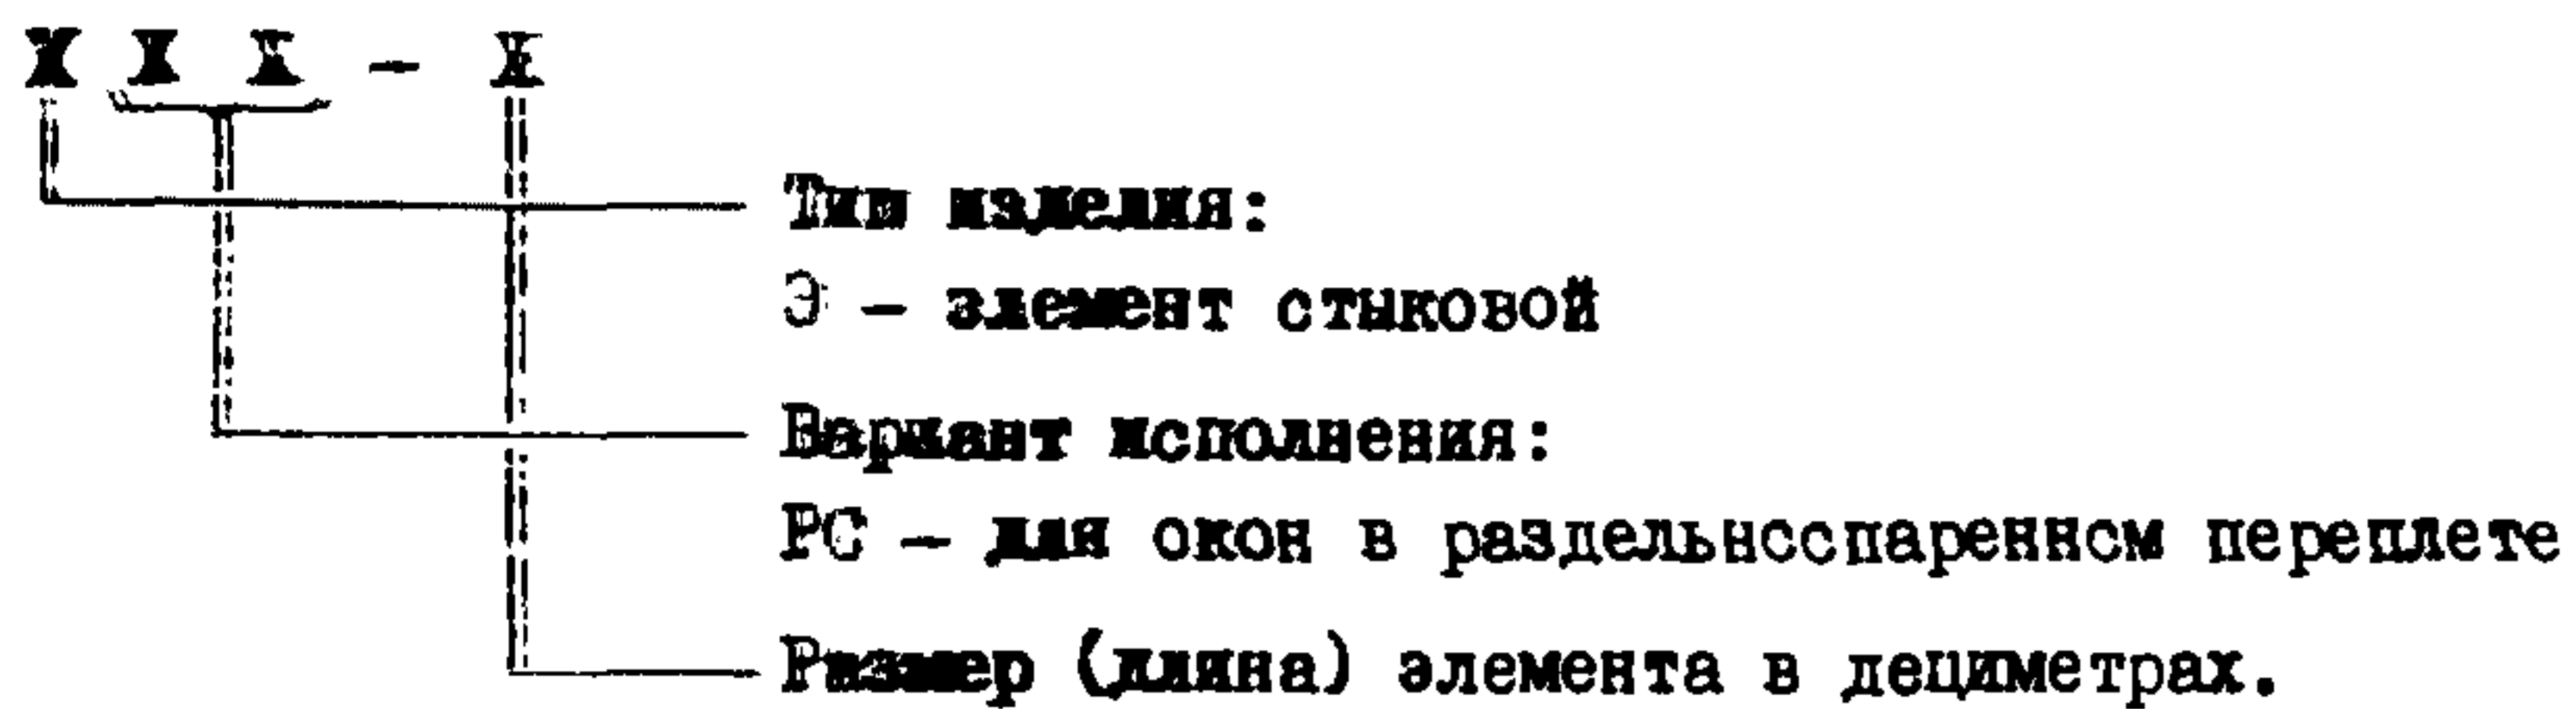 Х Х Х - Х
Тип изделия:
Э - элемент стыковой
Вариант исполнения:
РС - для окон в раздельноспаренном переплете
Размер (длина) элемента в дециметрах.